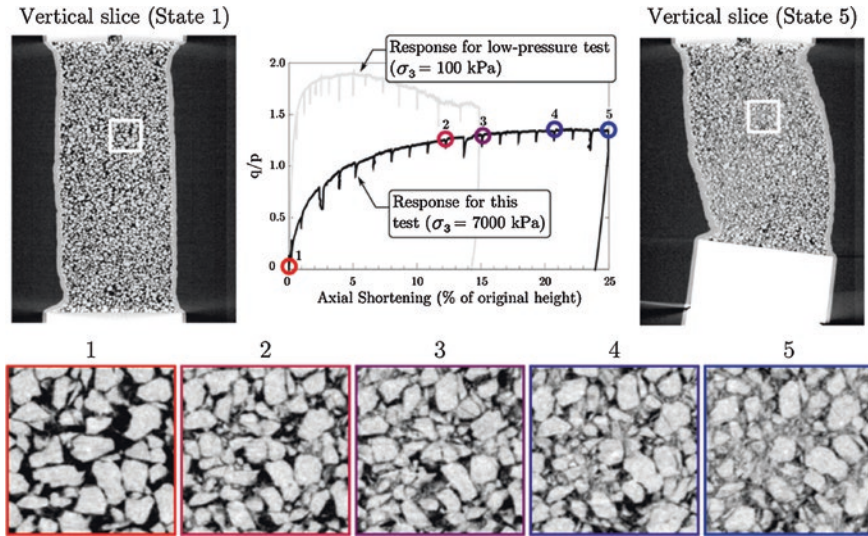 Vertical slice (State 1)
Vertical slice (State 5)
Response for low-pressure test
(σ₃ = 100 kPa)
Response for this
test (σ₃ = 7000 kPa)
q/p
2.0
1.5
1.0
0.5
0
0 5 10 15 20 25
Axial Shortening (% of original height)
1
2
3
4
5
1 2 3 4 5